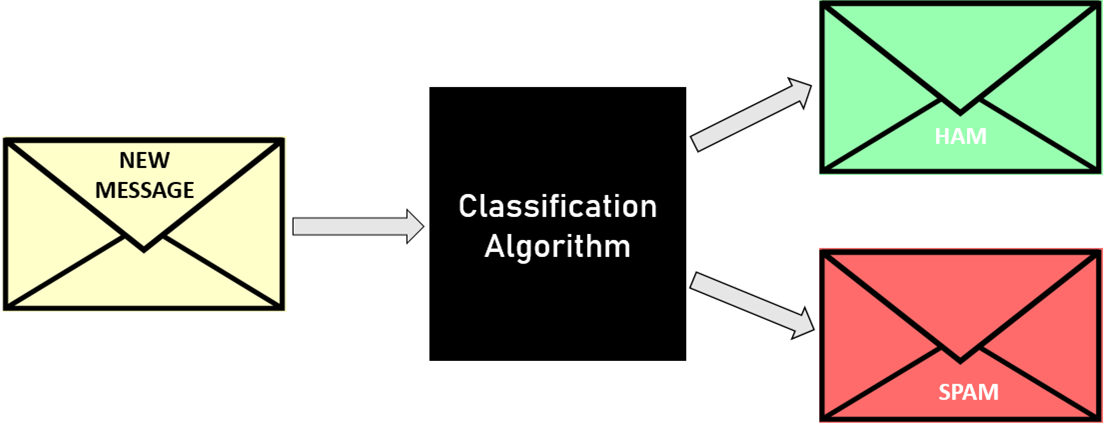 NEW
MESSAGE
Classification
Algorithm
HAM
SPAM